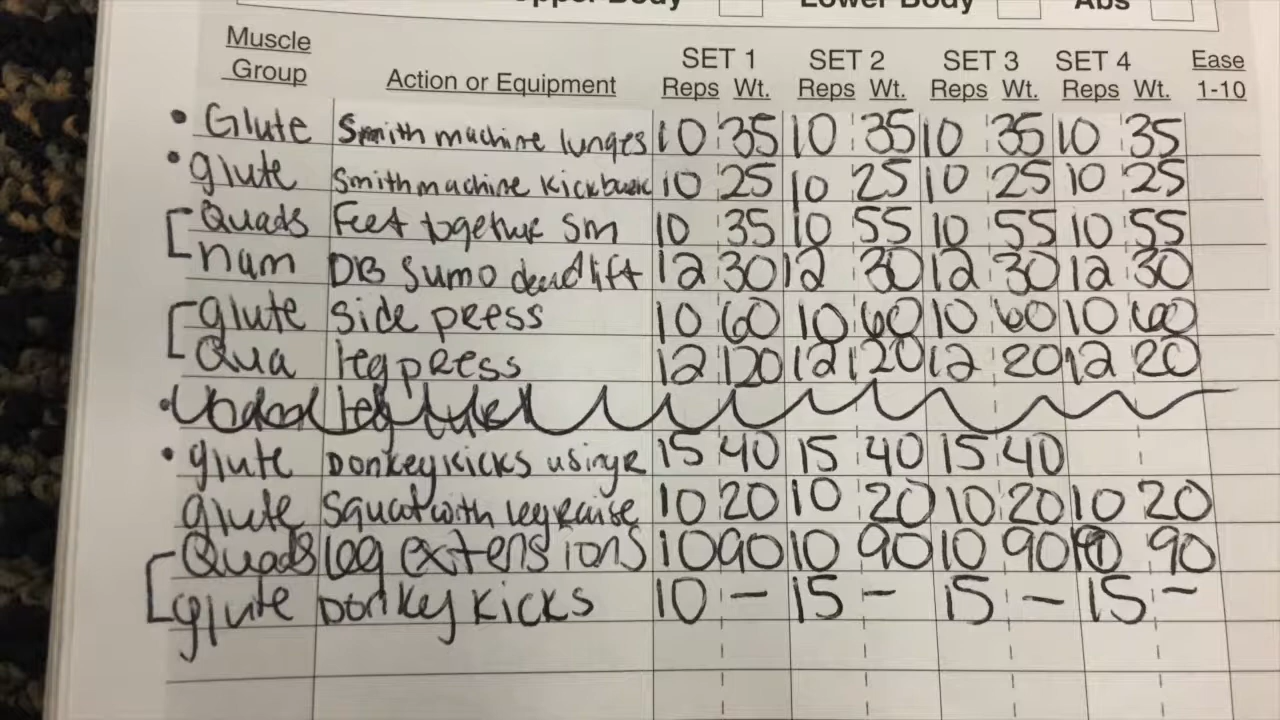 Upper Body Lower Body Abs
Muscle Group Action or Equipment SET 1 Reps Wt. SET 2 Reps Wt. SET 3 Reps Wt. SET 4 Reps Wt. Ease 1-10
• Glute Smith machine lunges 10 35 10 35 10 35 10 35
• glute Smith machine kickback 10 25 10 25 10 25 10 25
Quads Feet together Sm 10 35 10 55 10 55 10 55
ham DB Sumo deadlift 12 30 12 30 12 30 12 30
glute Side press 10 60 10 60 10 60 10 60
Qua leg press 12 120 12 120 12 20 12 20
• glute Donkey kicks using 15 40 15 40 15 40
glute Squat with leg raise 10 20 10 20 10 20 10 20
Quads leg extensions 10 90 10 90 10 90 10 90
glute Donkey kicks 10 - 15 - 15 - 15 -